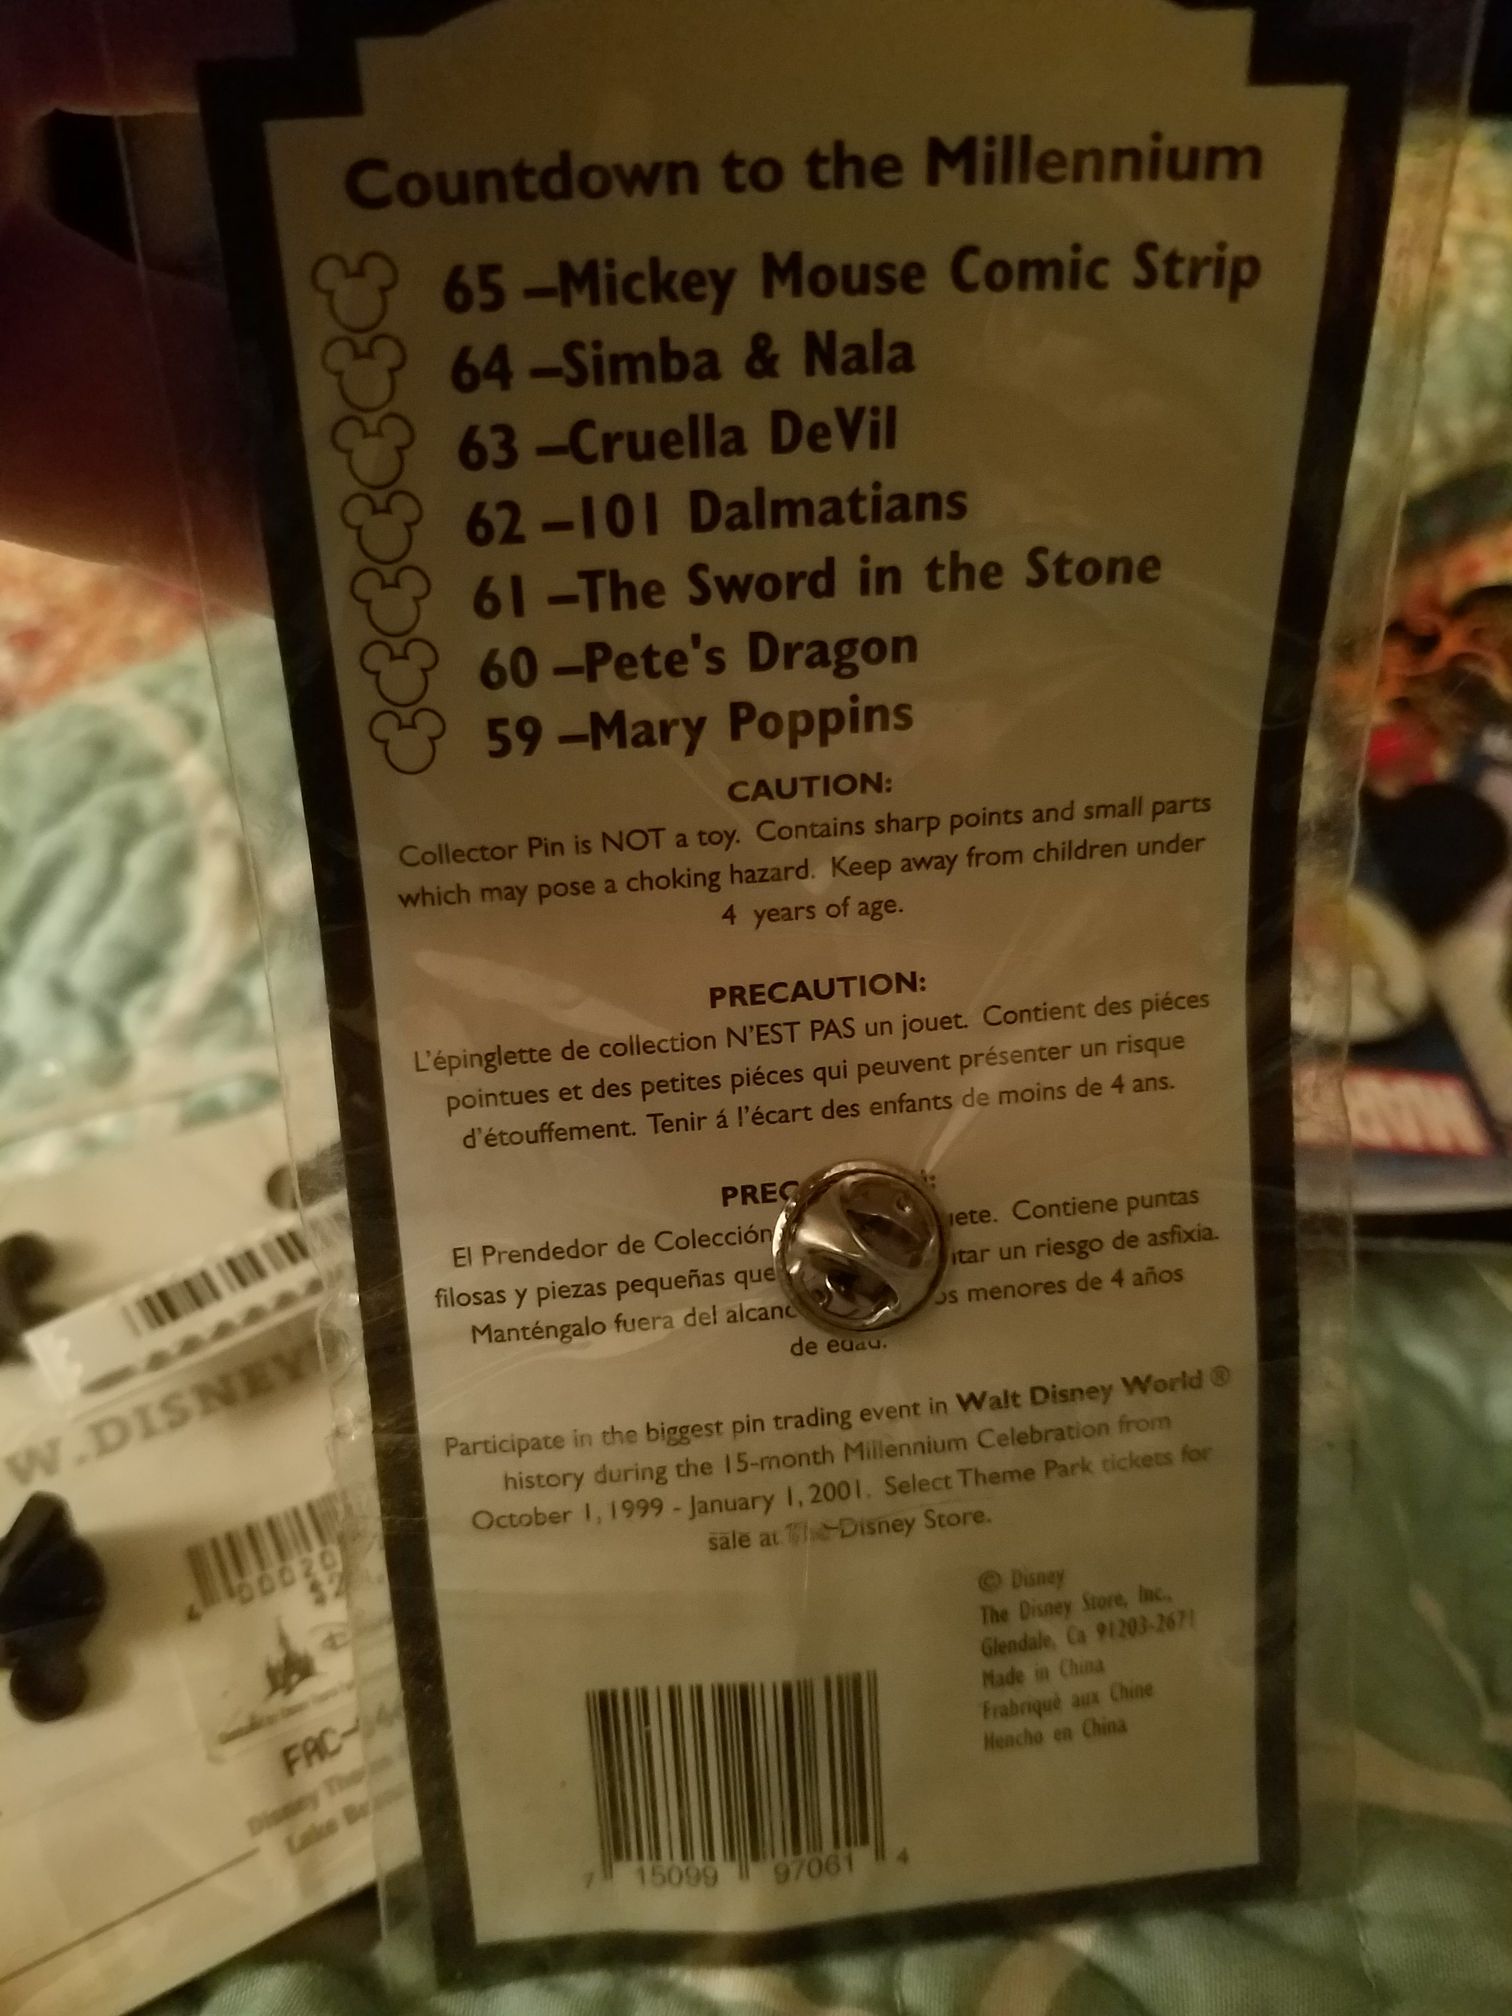 Countdown to the Millennium
65 –Mickey Mouse Comic Strip
64 –Simba & Nala
63 –Cruella DeVil
62 –101 Dalmatians
61 –The Sword in the Stone
60 –Pete's Dragon
59 –Mary Poppins
CAUTION:
Collector Pin is NOT a toy. Contains sharp points and small parts
which may pose a choking hazard. Keep away from children under
4 years of age.
PRECAUTION:
L'épinglette de collection N'EST PAS un jouet. Contient des piéces
pointues et des petites piéces qui peuvent présenter un risque
d'étouffement. Tenir á l'écart des enfants de moins de 4 ans.
El Prendedor de Colección Contiene puntas
filosas y piezas pequeñas que un riesgo de asfixia.
Manténgalo fuera del menores de 4 años
de edad.
Participate in the biggest pin trading event in Walt Disney World ®
history during the 15-month Millennium Celebration from
October 1, 1999 - January 1, 2001. Select Theme Park tickets for
sale at The Disney Store.
© Disney
The Disney Store, Inc.,
Glendale, Ca 91203-2671
Made in China
Frabriqué aux Chine
Hencho en China
7 15099 97061 4
W.DISNEY